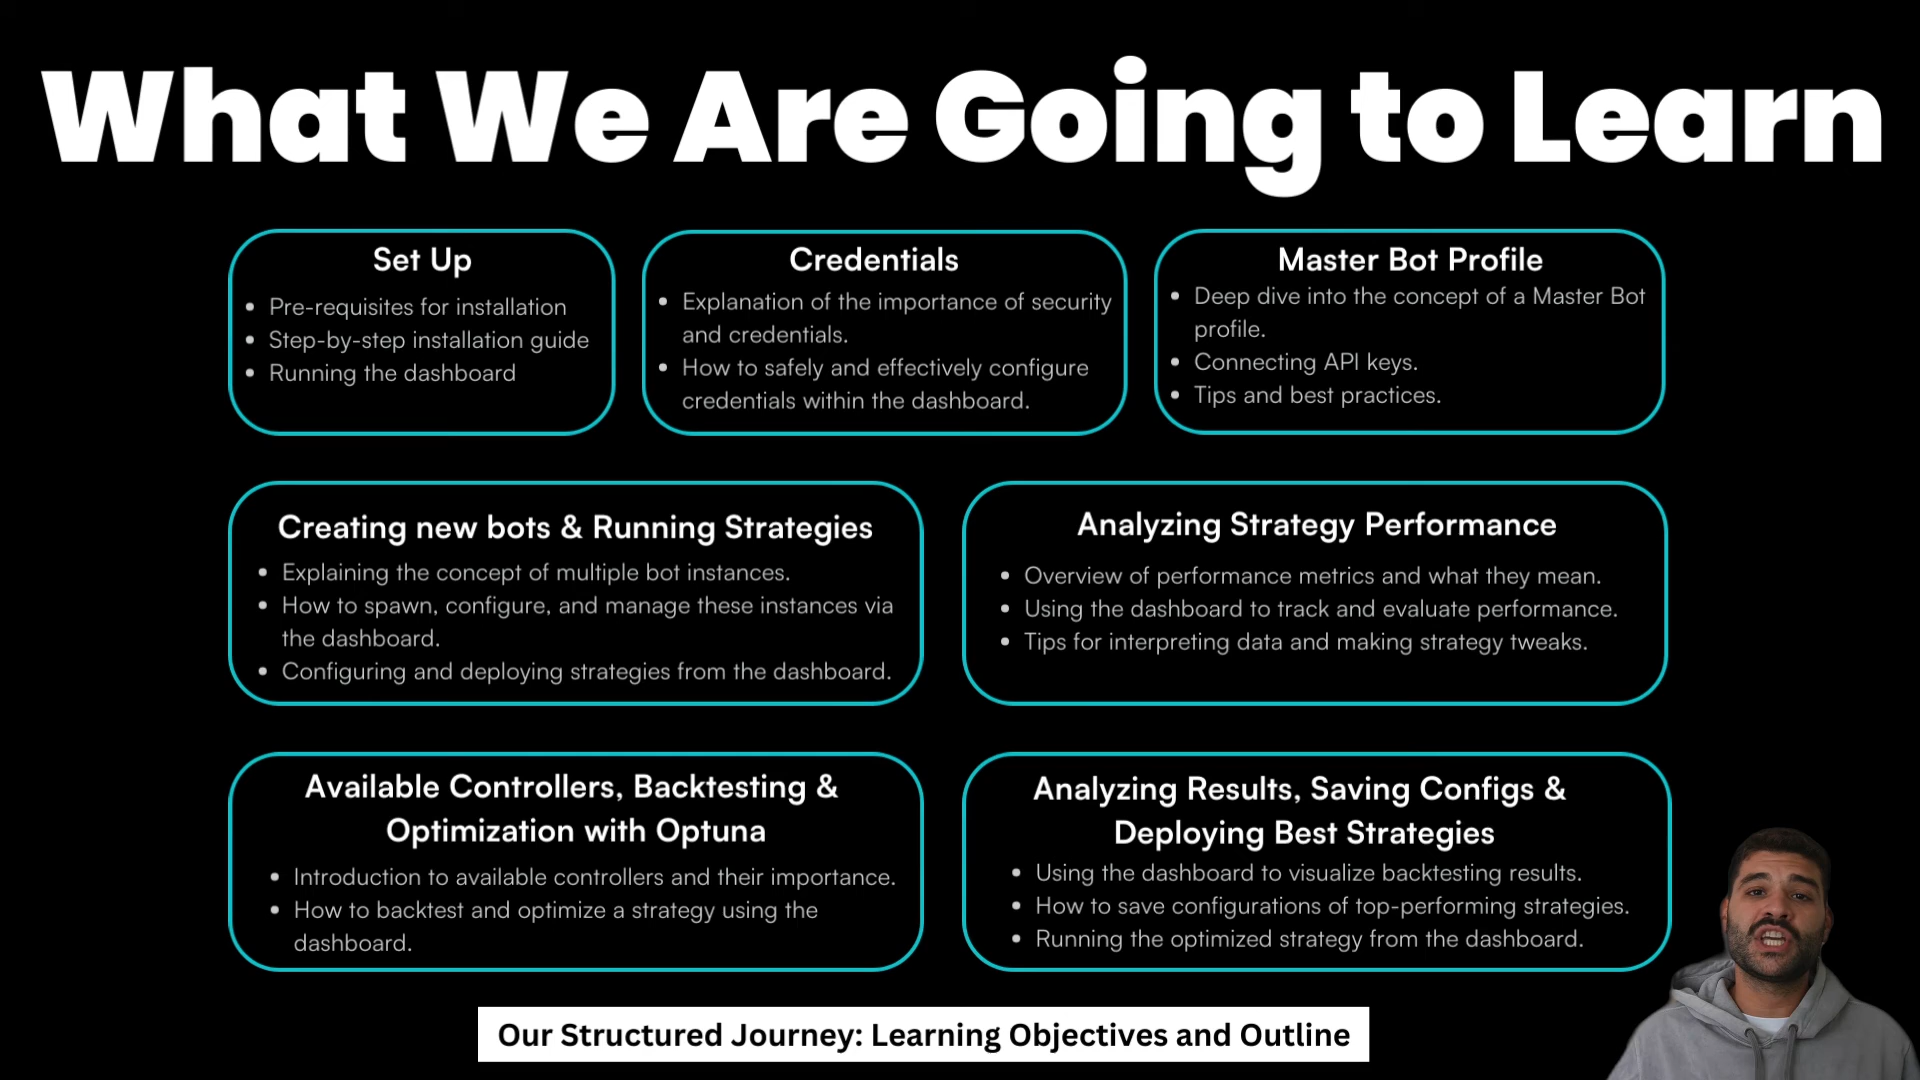 What We Are Going to Learn
Set Up
• Pre-requisites for installation
• Step-by-step installation guide
• Running the dashboard
Credentials
• Explanation of the importance of security
and credentials.
• How to safely and effectively configure
credentials within the dashboard.
Master Bot Profile
• Deep dive into the concept of a Master Bot
profile.
• Connecting API keys.
• Tips and best practices.
Creating new bots & Running Strategies
• Explaining the concept of multiple bot instances.
• How to spawn, configure, and manage these instances via
the dashboard.
• Configuring and deploying strategies from the dashboard.
Analyzing Strategy Performance
• Overview of performance metrics and what they mean.
• Using the dashboard to track and evaluate performance.
• Tips for interpreting data and making strategy tweaks.
Available Controllers, Backtesting &
Optimization with Optuna
• Introduction to available controllers and their importance.
• How to backtest and optimize a strategy using the
dashboard.
Analyzing Results, Saving Configs &
Deploying Best Strategies
• Using the dashboard to visualize backtesting results.
• How to save configurations of top-performing strategies.
• Running the optimized strategy from the dashboard.
Our Structured Journey: Learning Objectives and Outline